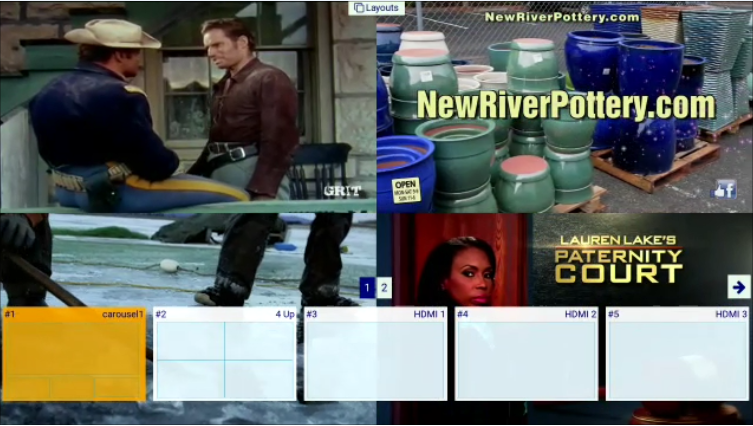 Layouts
NewRiverPottery.com
NewRiverPottery.com
GRIT
OPEN
LAUREN LAKE'S
PATERNITY
COURT
1 2
#1 carousel1
#2 4 Up
#3 HDMI 1
#4 HDMI 2
#5 HDMI 3